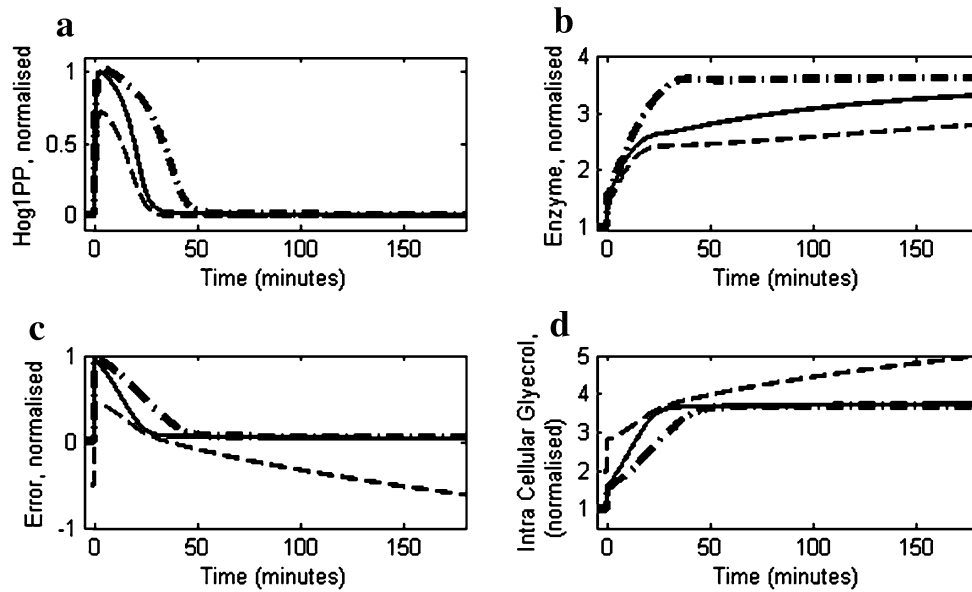 a
Hog1PP, normalised
1
0.5
0
0 50 100 150
Time (minutes)
b
Enzyme, normalised
4
3
2
1
0 50 100 150
Time (minutes)
c
Error, normalised
1
0
-1
0 50 100 150
Time (minutes)
d
Intra Cellular Glyecrol,
(normalised)
5
4
3
2
1
0 50 100 150
Time (minutes)